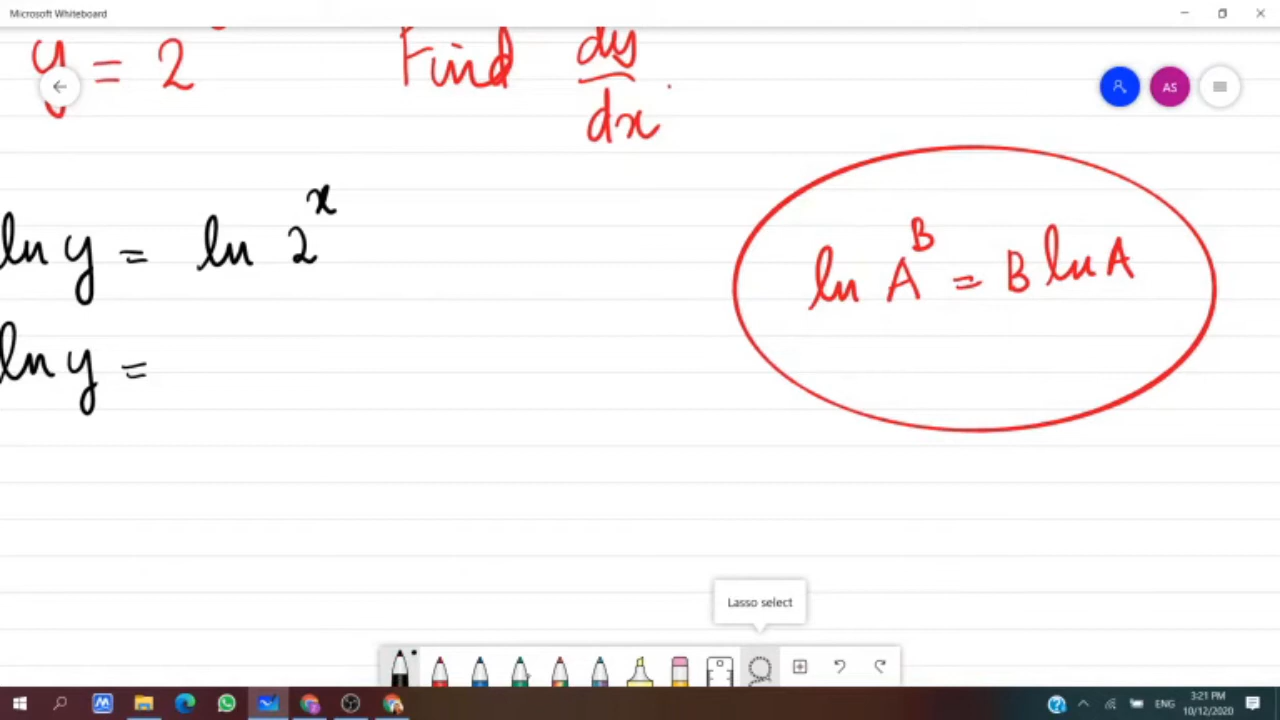 Microsoft Whiteboard
y = 2 Find dy/dx.
AS
ln y = ln 2^x
ln A^B = B ln A
ln y =
Lasso select
ENG
3:21 PM
10/12/2020